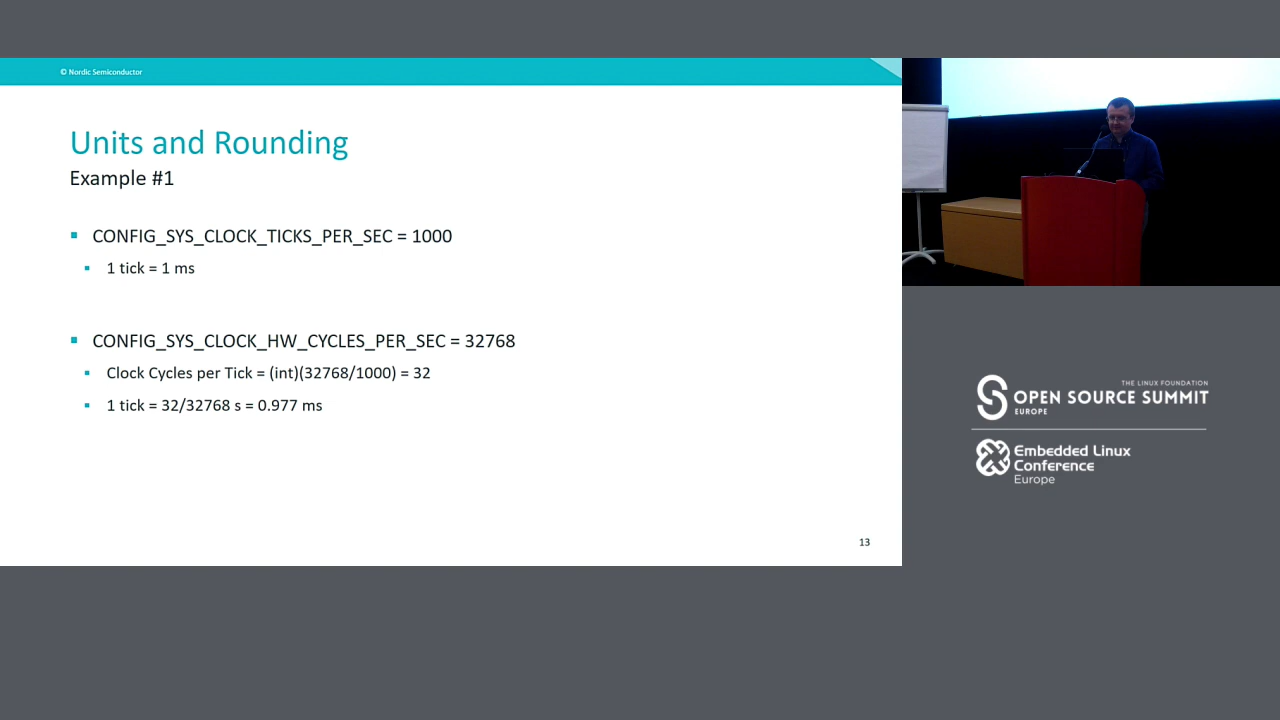 © Nordic Semiconductor
Units and Rounding
Example #1
CONFIG_SYS_CLOCK_TICKS_PER_SEC = 1000
1 tick = 1 ms
CONFIG_SYS_CLOCK_HW_CYCLES_PER_SEC = 32768
Clock Cycles per Tick = (int)(32768/1000) = 32
1 tick = 32/32768 s = 0.977 ms
13
THE LINUX FOUNDATION
OPEN SOURCE SUMMIT
EUROPE
Embedded Linux
Conference
Europe